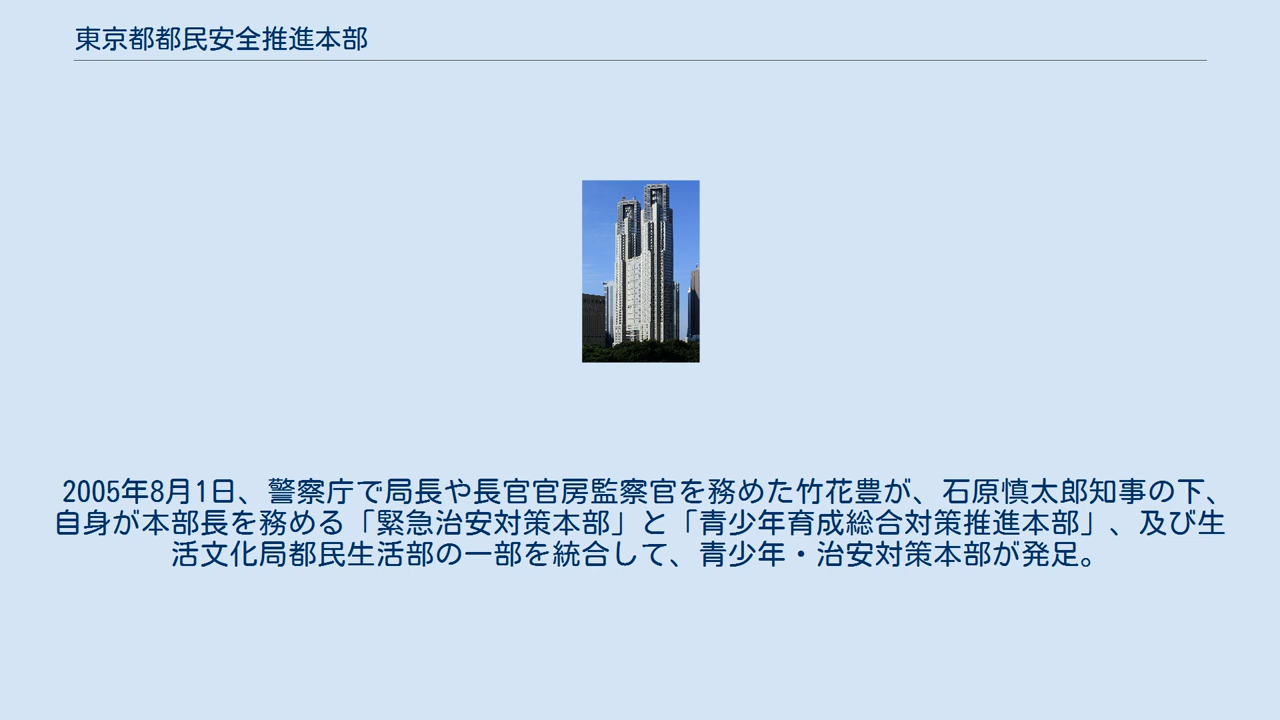 東京都都民安全推進本部
2005年8月1日、警察庁で局長や長官官房監察官を務めた竹花豊が、石原慎太郎知事の下、
自身が本部長を務める「緊急治安対策本部」と「青少年育成総合対策推進本部」、及び生
活文化局都民生活部の一部を統合して、青少年・治安対策本部が発足。